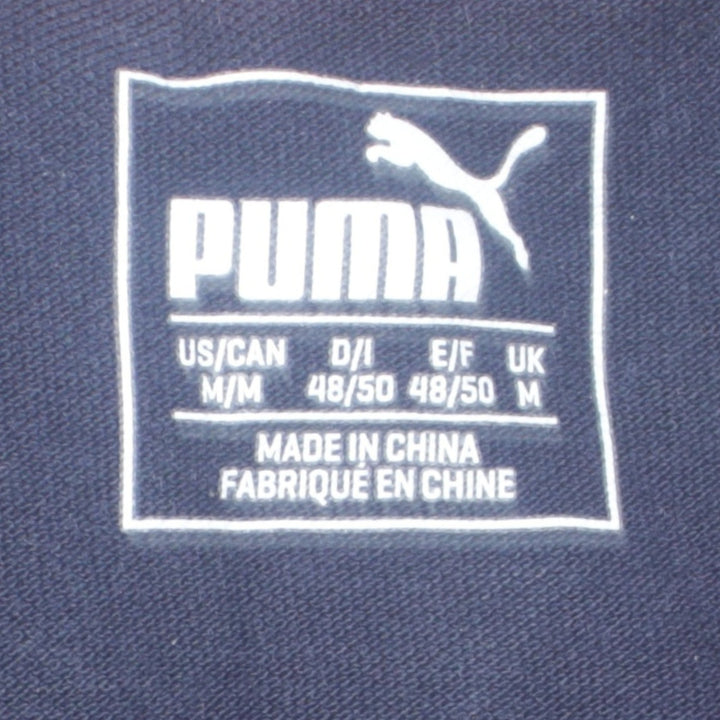 PUMA
US/CAN D/I E/F UK
M/M 48/50 48/50 M
MADE IN CHINA
FABRIQUÉ EN CHINE